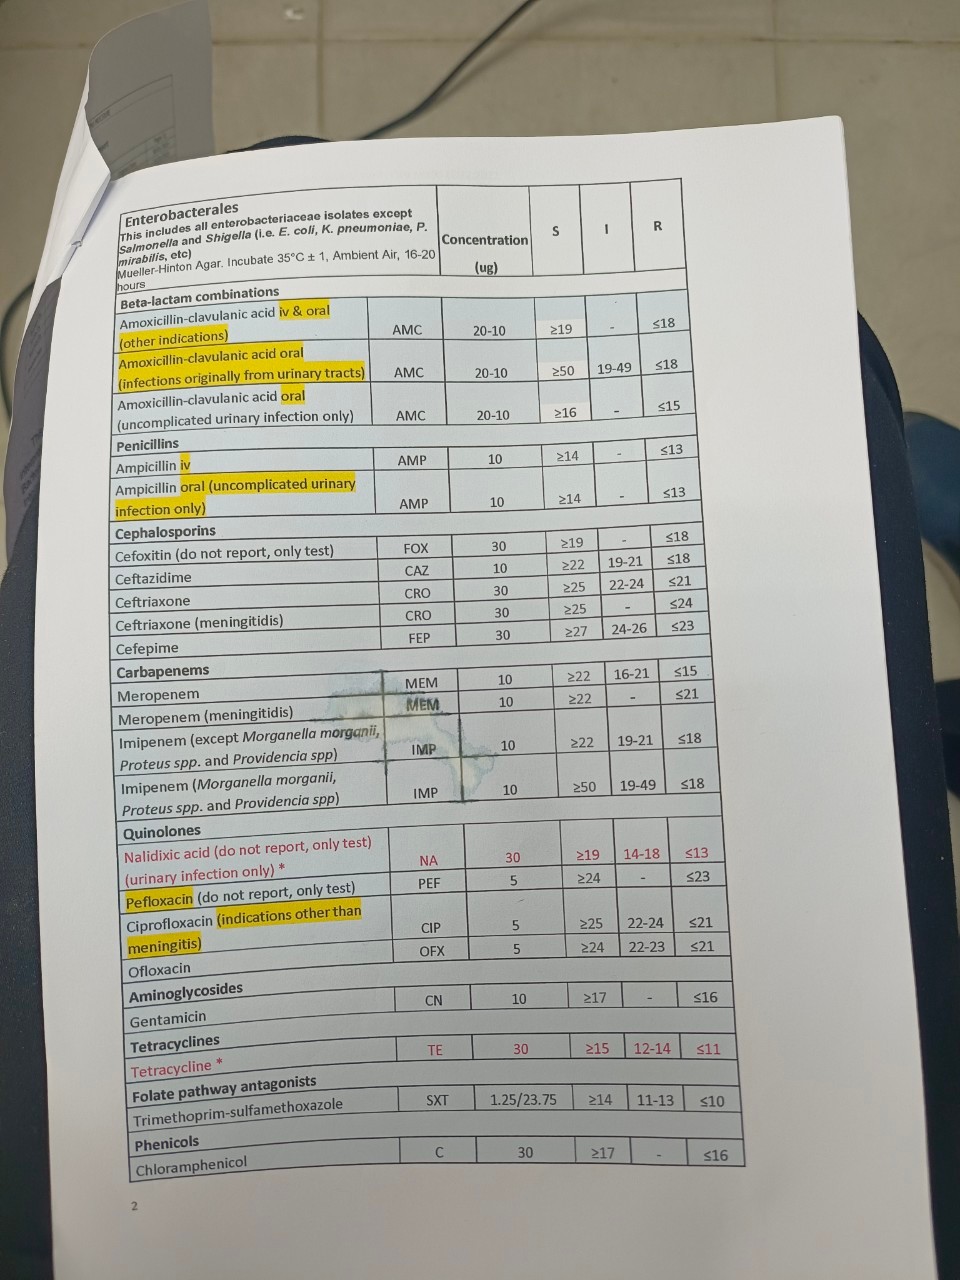 Enterobacterales
This includes all enterobacteriaceae isolates except
Salmonella and Shigella (i.e. E. coli, K. pneumoniae, P.
mirabilis, etc)
Mueller-Hinton Agar. Incubate 35°C ± 1, Ambient Air, 16-20
hours
Concentration
(ug)
S I R
Beta-lactam combinations
Amoxicillin-clavulanic acid iv & oral
(other indications) AMC 20-10 ≥19 - ≤18
Amoxicillin-clavulanic acid oral
(infections originally from urinary tracts) AMC 20-10 ≥50 19-49 ≤18
Amoxicillin-clavulanic acid oral
(uncomplicated urinary infection only) AMC 20-10 ≥16 - ≤15
Penicillins
Ampicillin iv AMP 10 ≥14 - ≤13
Ampicillin oral (uncomplicated urinary
infection only) AMP 10 ≥14 - ≤13
Cephalosporins
Cefoxitin (do not report, only test) FOX 30 ≥19 - ≤18
Ceftazidime CAZ 10 ≥22 19-21 ≤18
Ceftriaxone CRO 30 ≥25 22-24 ≤21
Ceftriaxone (meningitidis) CRO 30 ≥25 - ≤24
Cefepime FEP 30 ≥27 24-26 ≤23
Carbapenems
Meropenem MEM 10 ≥22 16-21 ≤15
Meropenem (meningitidis) MEM 10 ≥22 - ≤21
Imipenem (except Morganella morganii,
Proteus spp. and Providencia spp) IMP 10 ≥22 19-21 ≤18
Imipenem (Morganella morganii,
Proteus spp. and Providencia spp) IMP 10 ≥50 19-49 ≤18
Quinolones
Nalidixic acid (do not report, only test)
(urinary infection only) * NA 30 ≥19 14-18 ≤13
Pefloxacin (do not report, only test) PEF 5 ≥24 - ≤23
Ciprofloxacin (indications other than
meningitis) CIP 5 ≥25 22-24 ≤21
Ofloxacin OFX 5 ≥24 22-23 ≤21
Aminoglycosides
Gentamicin CN 10 ≥17 - ≤16
Tetracyclines
Tetracycline * TE 30 ≥15 12-14 ≤11
Folate pathway antagonists
Trimethoprim-sulfamethoxazole SXT 1.25/23.75 ≥14 11-13 ≤10
Phenicols
Chloramphenicol C 30 ≥17 - ≤16
2